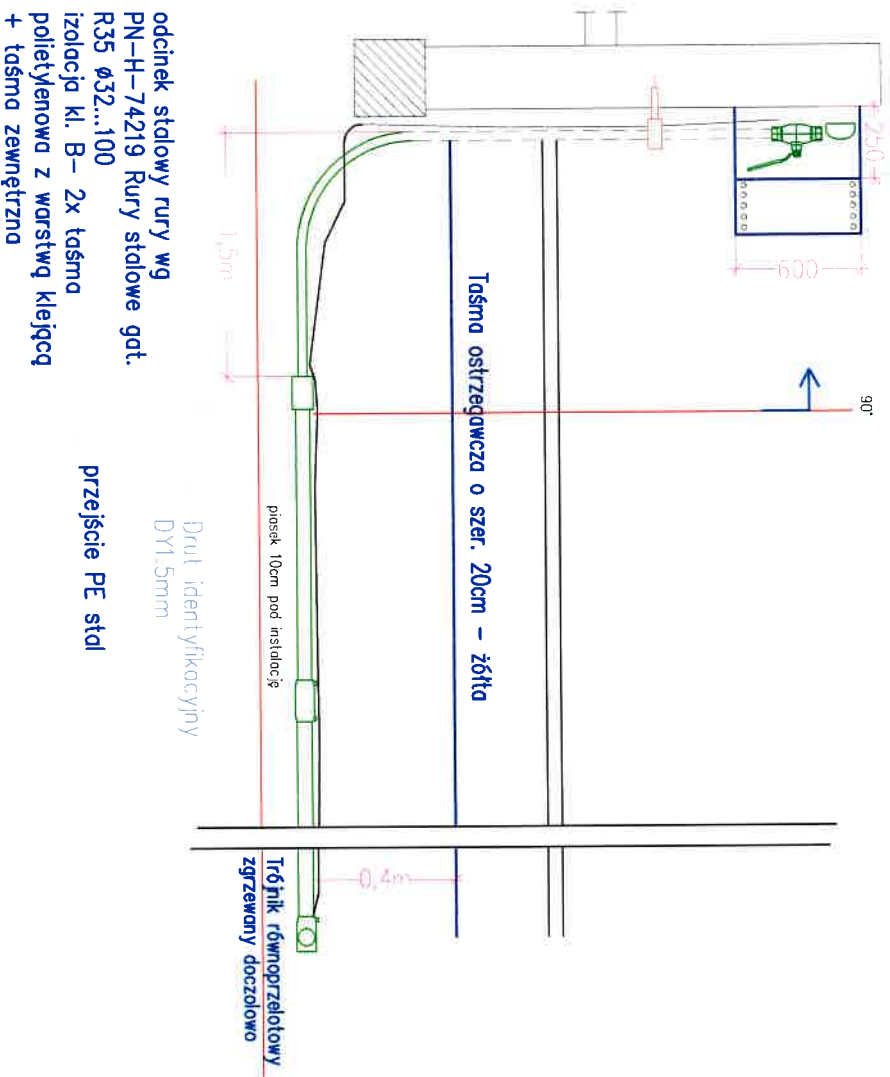 250
600
90°
Taśma ostrzegawcza o szer. 20cm – żółta
1,5m
0,4m
piasek 10cm pod instalację
Trójnik równoprzelotowy
zgrzewany doczołowo
Drut identyfikacyjny
DY1.5mm
przejście PE stal
odcinek stalowy rury wg
PN–H–74219 Rury stalowe gat.
R35 ø32...100
izolacja kl. B– 2x taśma
polietylenowa z warstwą klejącą
+ taśma zewnętrzna